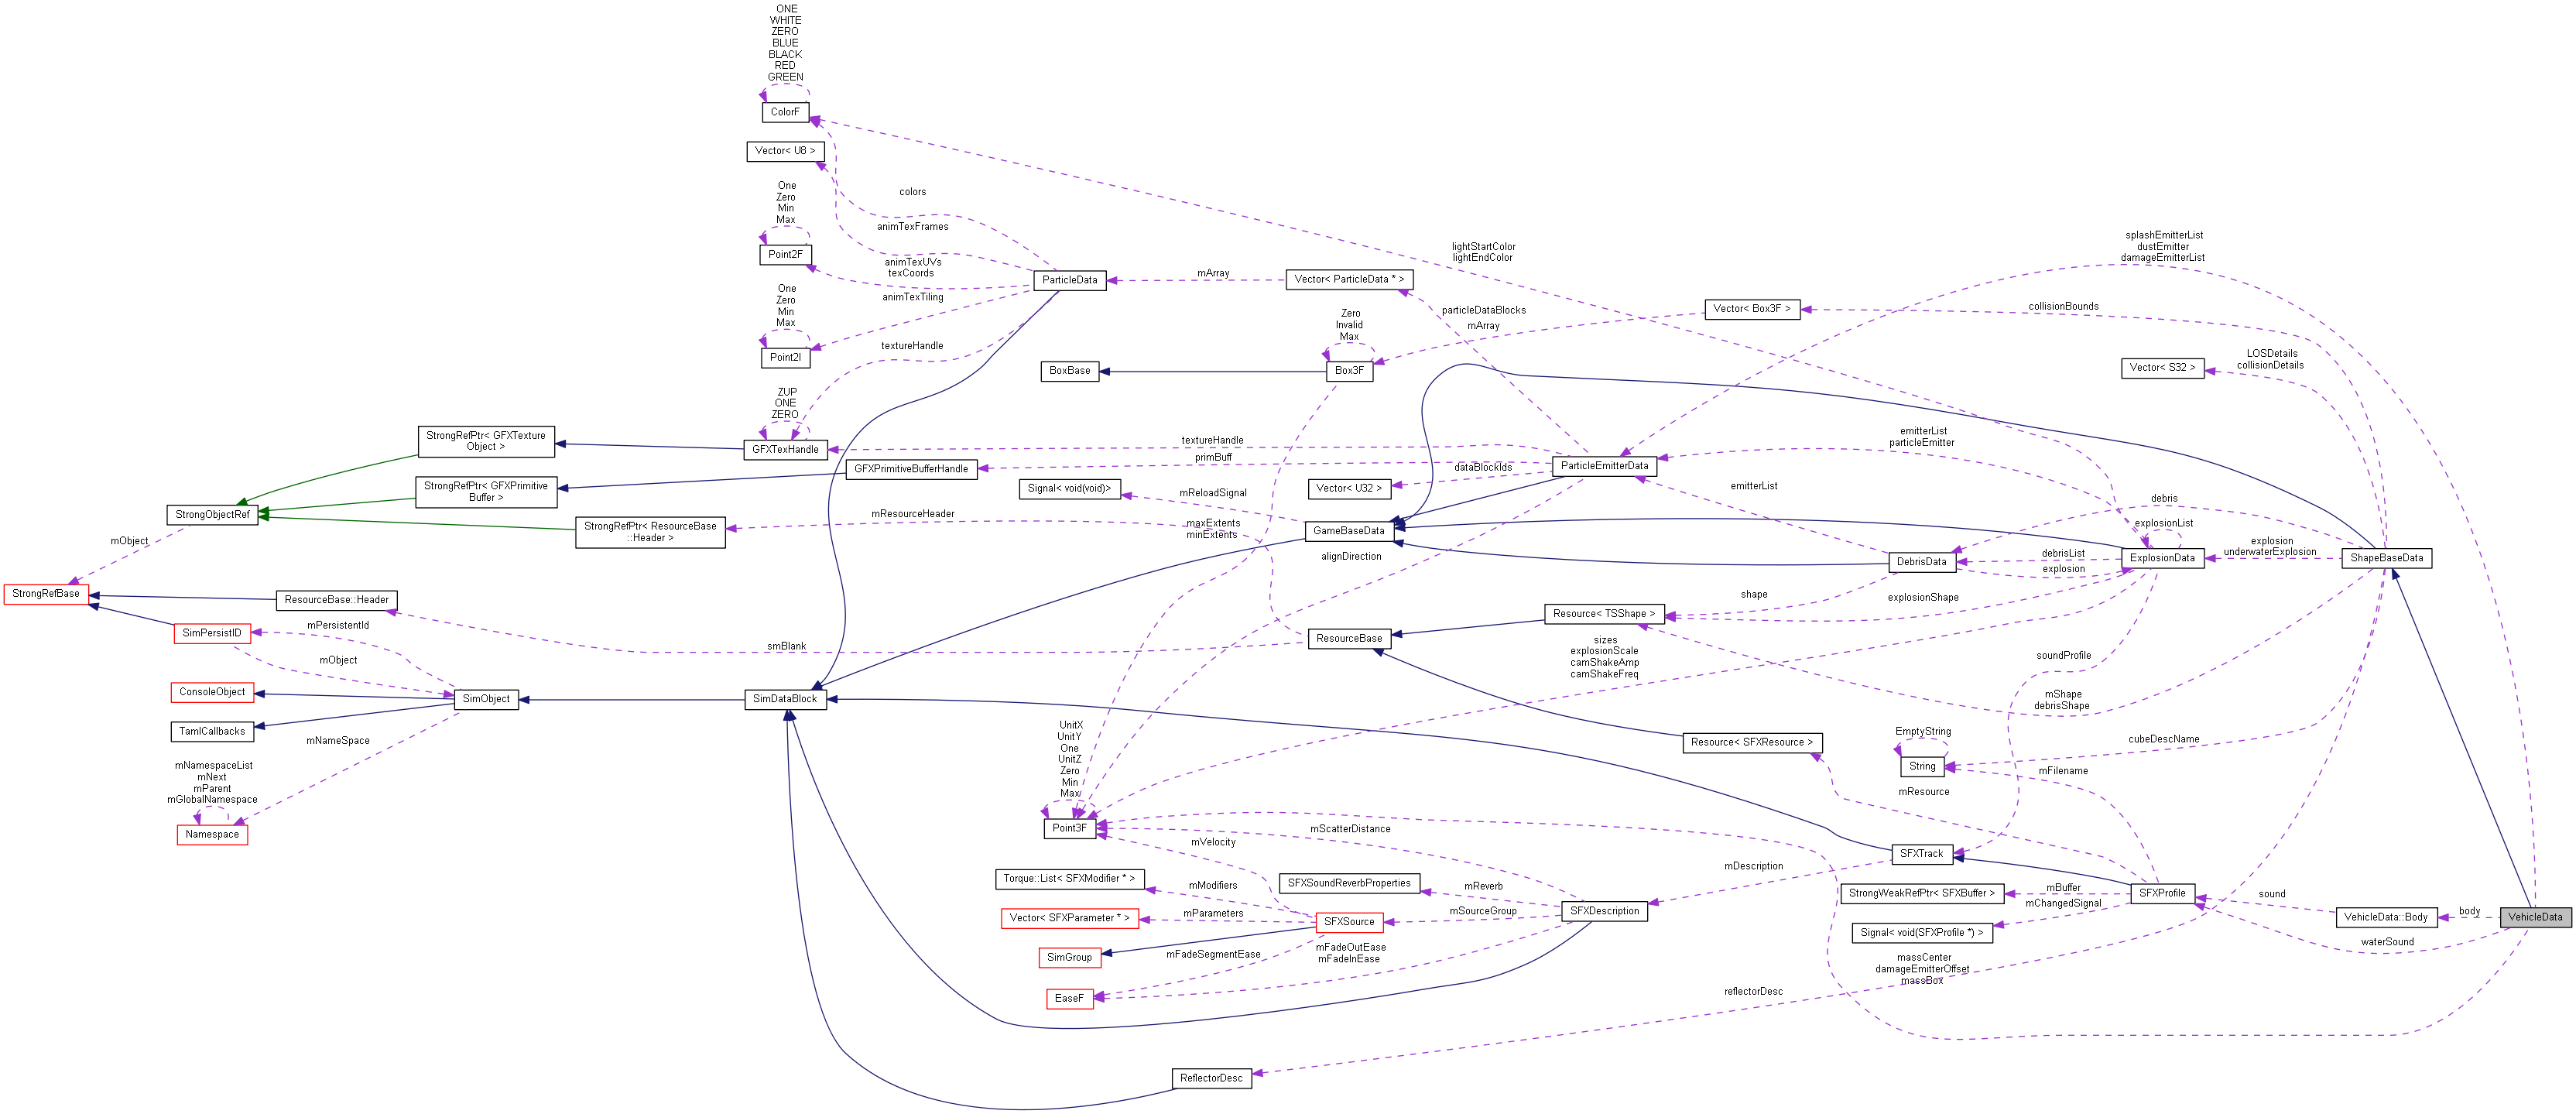 ONE
WHITE
ZERO
BLUE
BLACK
RED
GREEN
ColorF
Vector< U8 >
One
Zero
Min
Max
Point2F
One
Zero
Min
Max
Point2I
ZUP
ONE
ZERO
GFXTexHandle
colors
animTexFrames
animTexUVs
texCoords
animTexTiling
textureHandle
ParticleData
mArray
Vector< ParticleData * >
particleDataBlocks
mArray
lightStartColor
lightEndColor
Vector< Box3F >
collisionBounds
splashEmitterList
dustEmitter
damageEmitterList
Zero
Invalid
Max
Box3F
BoxBase
Vector< S32 >
LOSDetails
collisionDetails
StrongRefPtr< GFXTexture
Object >
StrongRefPtr< GFXPrimitive
Buffer >
GFXPrimitiveBufferHandle
textureHandle
primBuff
dataBlockIds
ParticleEmitterData
emitterList
particleEmitter
Signal< void(void)>
mReloadSignal
Vector< U32 >
emitterList
StrongObjectRef
StrongRefPtr< ResourceBase
::Header >
mResourceHeader
maxExtents
minExtents
GameBaseData
alignDirection
debris
explosionList
mObject
DebrisData
debrisList
explosion
ExplosionData
explosion
underwaterExplosion
ShapeBaseData
StrongRefBase
ResourceBase::Header
SimPersistID
mPersistentId
mObject
smBlank
ResourceBase
Resource< TSShape >
shape
explosionShape
sizes
explosionScale
camShakeAmp
camShakeFreq
soundProfile
mShape
debrisShape
ConsoleObject
TamlCallbacks
SimObject
SimDataBlock
mNameSpace
mNamespaceList
mNext
mParent
mGlobalNamespace
Namespace
UnitX
UnitY
One
UnitZ
Zero
Min
Max
Point3F
Resource< SFXResource >
EmptyString
String
cubeDescName
mFilename
mResource
mScatterDistance
mVelocity
mDescription
SFXTrack
Torque::List< SFXModifier * >
mModifiers
SFXSoundReverbProperties
mReverb
Vector< SFXParameter * >
mParameters
SFXSource
mSourceGroup
SFXDescription
StrongWeakRefPtr< SFXBuffer >
mBuffer
mChangedSignal
SFXProfile
sound
VehicleData::Body
body
VehicleData
Signal< void(SFXProfile *) >
waterSound
SimGroup
mFadeSegmentEase
mFadeOutEase
mFadeInEase
EaseF
massCenter
damageEmitterOffset
massBox
reflectorDesc
ReflectorDesc